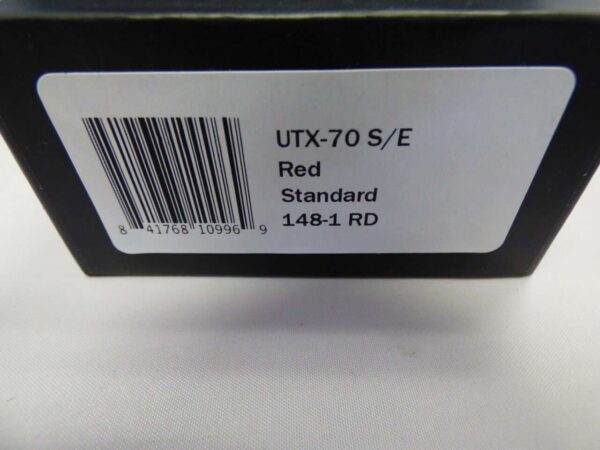 UTX-70 S/E
Red
Standard
148-1 RD
8 41768 10996 9